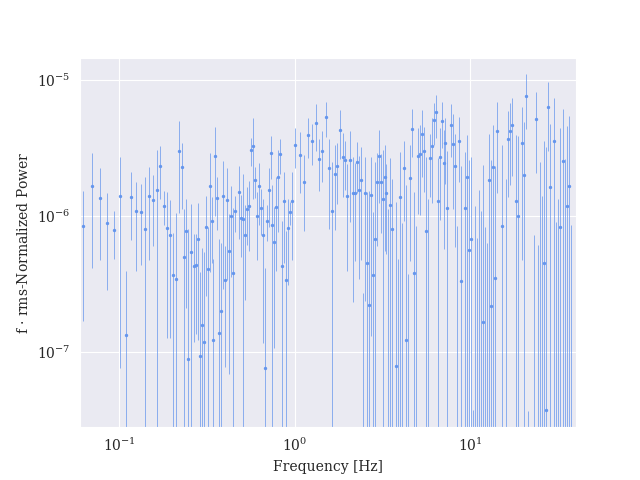 f · rms-Normalized Power
10⁻⁵
10⁻⁶
10⁻⁷
10⁻¹ 10⁰ 10¹
Frequency [Hz]